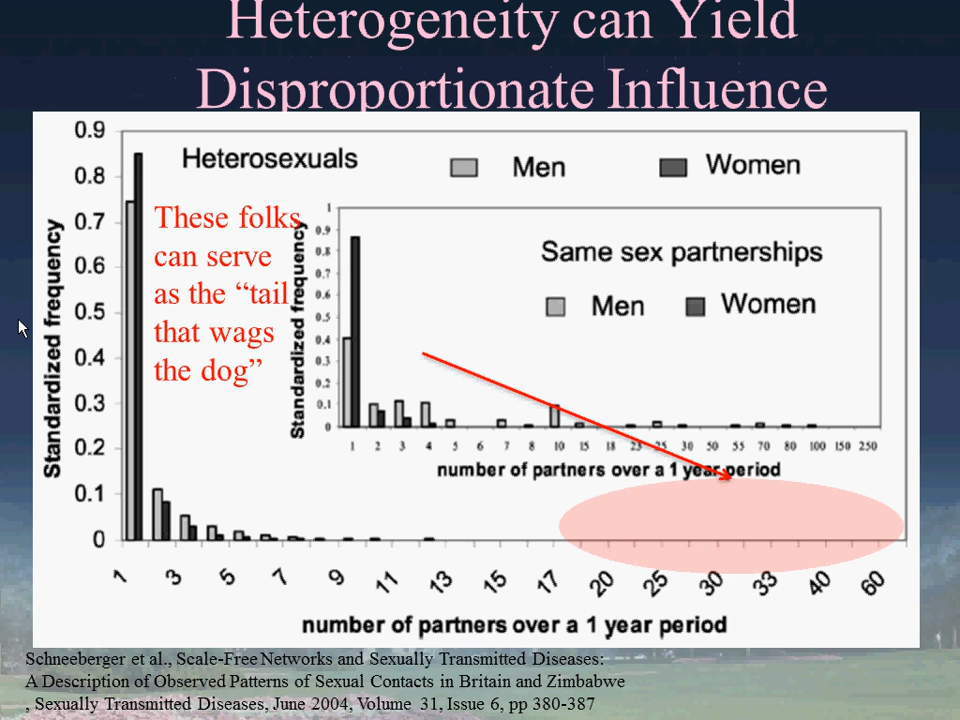 Heterogeneity can Yield
Disproportionate Influence
Heterosexuals
Men
Women
Standardized frequency
0.9
0.8
0.7
0.6
0.5
0.4
0.3
0.2
0.1
0
These folks
can serve
as the “tail
that wags
the dog”
Same sex partnerships
Men
Women
Standardized frequency
1
0.9
0.8
0.7
0.6
0.5
0.4
0.3
0.2
0.1
0
1 2 3 4 5 6 7 8 10 15 18 23 25 30 50 55 70 80 100 150 250
number of partners over a 1 year period
1 3 5 7 9 11 13 15 17 20 25 30 33 40 60
number of partners over a 1 year period
Schneeberger et al., Scale-Free Networks and Sexually Transmitted Diseases:
A Description of Observed Patterns of Sexual Contacts in Britain and Zimbabwe
, Sexually Transmitted Diseases, June 2004, Volume 31, Issue 6, pp 380-387